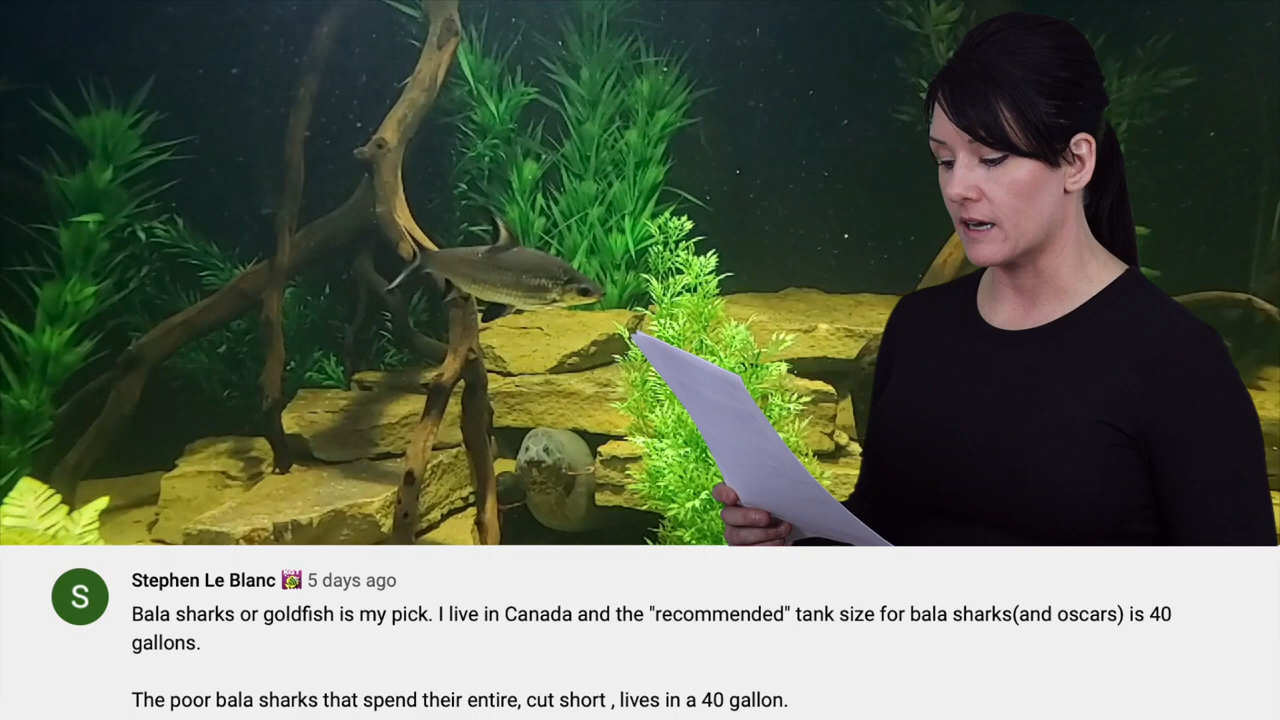 S
Stephen Le Blanc 5 days ago
Bala sharks or goldfish is my pick. I live in Canada and the "recommended" tank size for bala sharks(and oscars) is 40
gallons.
The poor bala sharks that spend their entire, cut short , lives in a 40 gallon.